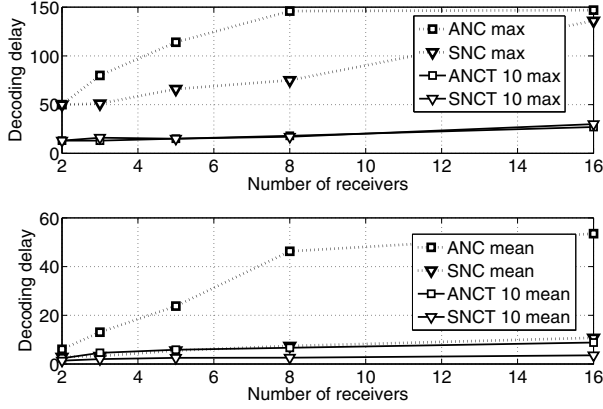 150
100
50
0
Decoding delay
2 4 6 8 10 12 14 16
Number of receivers
ANC max
SNC max
ANCT 10 max
SNCT 10 max
60
40
20
0
Decoding delay
2 4 6 8 10 12 14 16
Number of receivers
ANC mean
SNC mean
ANCT 10 mean
SNCT 10 mean